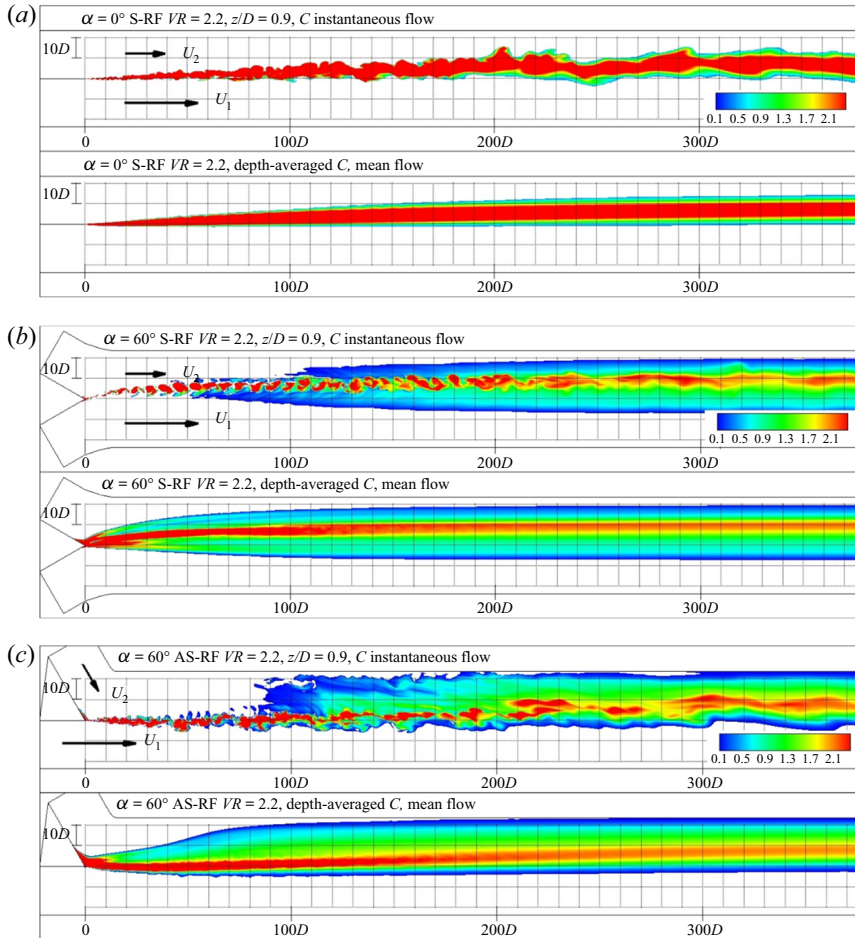 (a)
α = 0° S-RF VR = 2.2, z/D = 0.9, C instantaneous flow
10D
U2
U1
0.1 0.5 0.9 1.3 1.7 2.1
0 100D 200D 300D
α = 0° S-RF VR = 2.2, depth-averaged C, mean flow
10D
0 100D 200D 300D
(b)
α = 60° S-RF VR = 2.2, z/D = 0.9, C instantaneous flow
10D
U2
U1
0.1 0.5 0.9 1.3 1.7 2.1
0 100D 200D 300D
α = 60° S-RF VR = 2.2, depth-averaged C, mean flow
10D
0 100D 200D 300D
(c)
α = 60° AS-RF VR = 2.2, z/D = 0.9, C instantaneous flow
10D
U2
U1
0.1 0.5 0.9 1.3 1.7 2.1
0 100D 200D 300D
α = 60° AS-RF VR = 2.2, depth-averaged C, mean flow
10D
0 100D 200D 300D